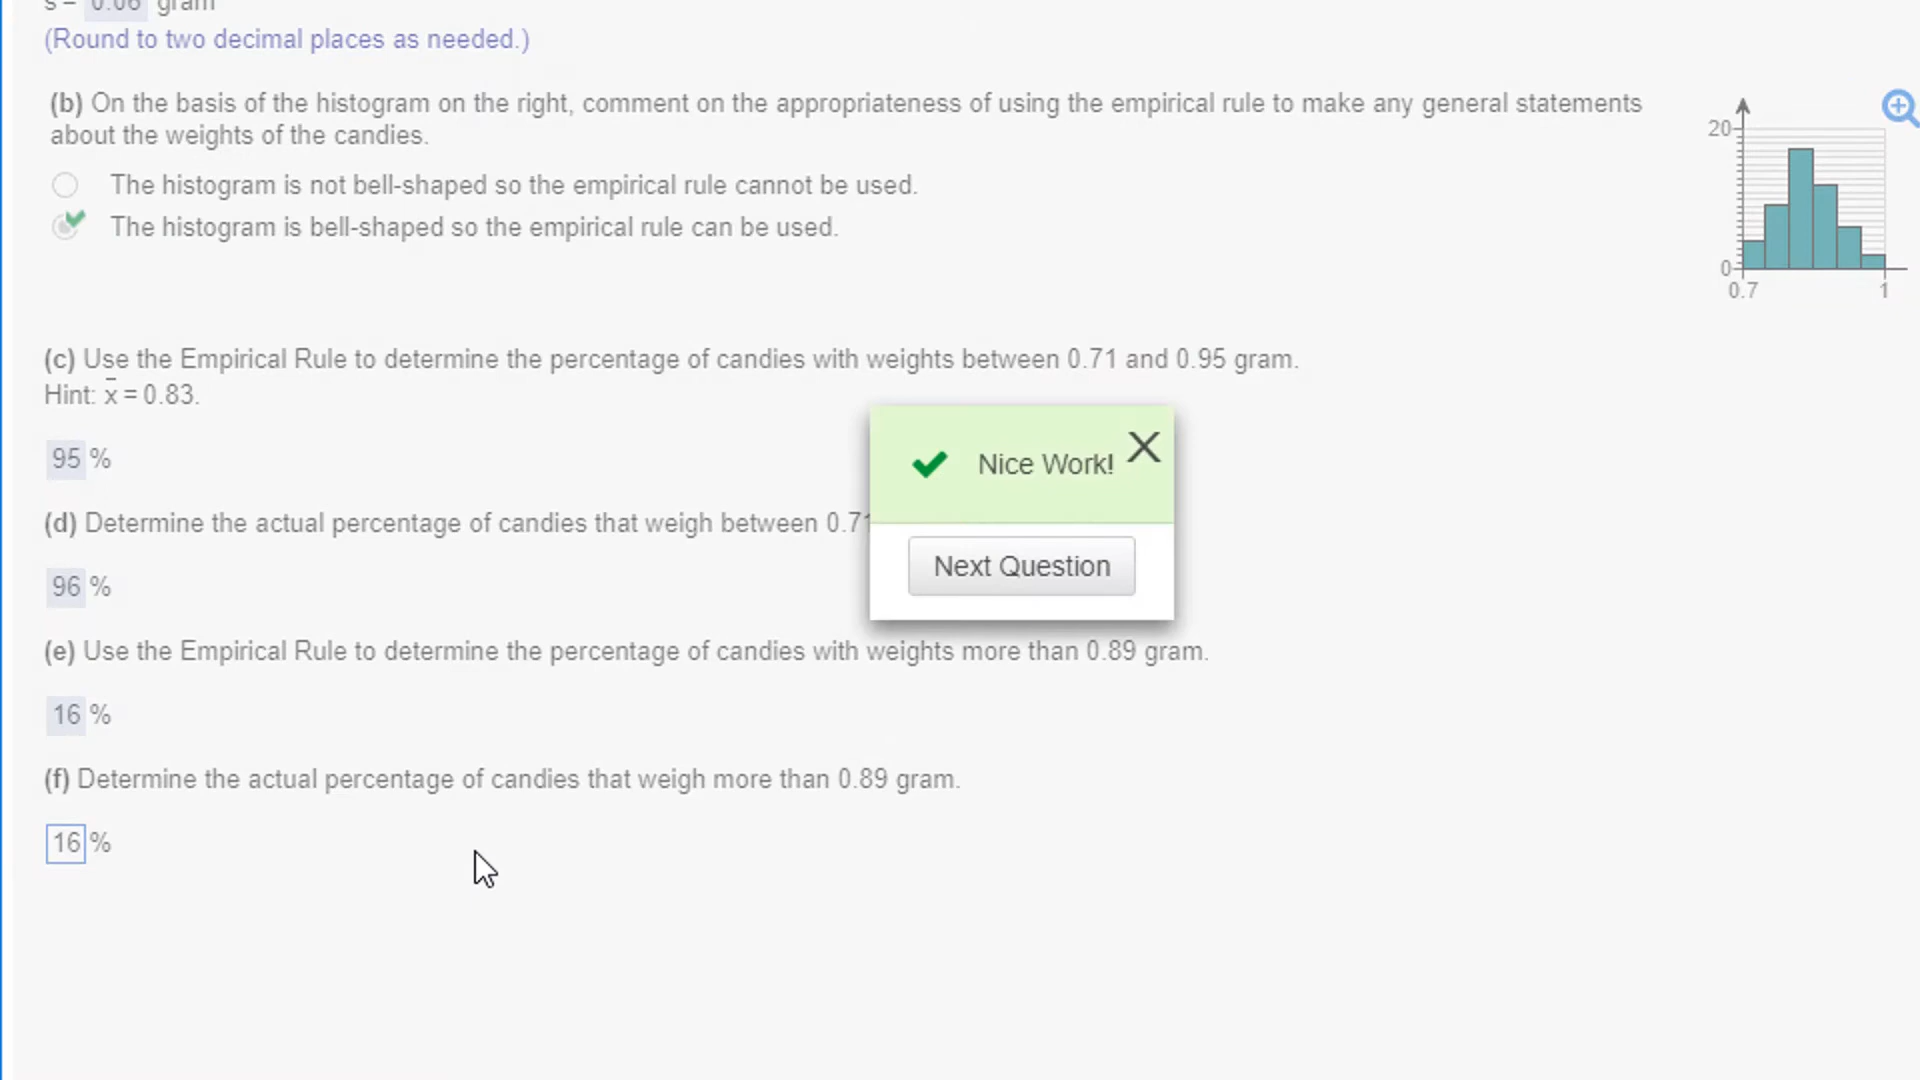 s = 0.06 gram
(Round to two decimal places as needed.)
(b) On the basis of the histogram on the right, comment on the appropriateness of using the empirical rule to make any general statements
about the weights of the candies.
The histogram is not bell-shaped so the empirical rule cannot be used.
The histogram is bell-shaped so the empirical rule can be used.
20
0
0.7 1
(c) Use the Empirical Rule to determine the percentage of candies with weights between 0.71 and 0.95 gram.
Hint: x̄ = 0.83.
95 %
Nice Work!
(d) Determine the actual percentage of candies that weigh between 0.71
Next Question
96 %
(e) Use the Empirical Rule to determine the percentage of candies with weights more than 0.89 gram.
16 %
(f) Determine the actual percentage of candies that weigh more than 0.89 gram.
16 %